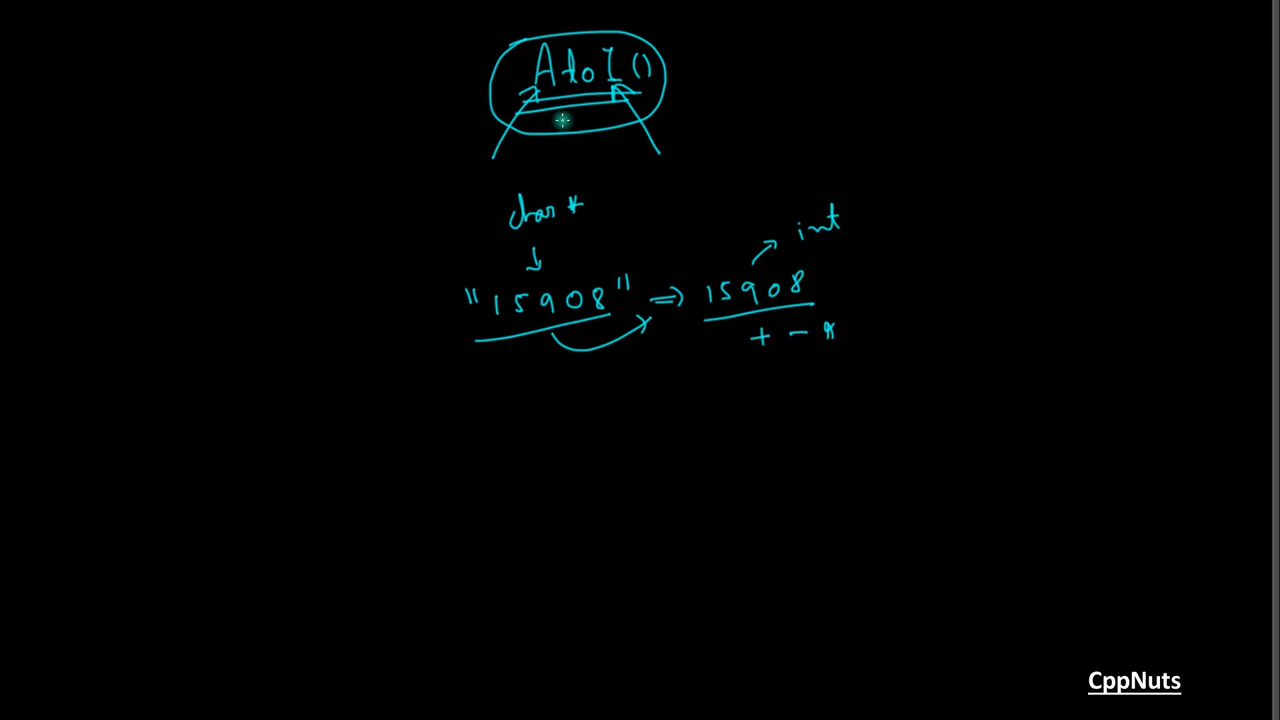 AtoI()
char *
int
"15908" => 15908
+ - *
CppNuts